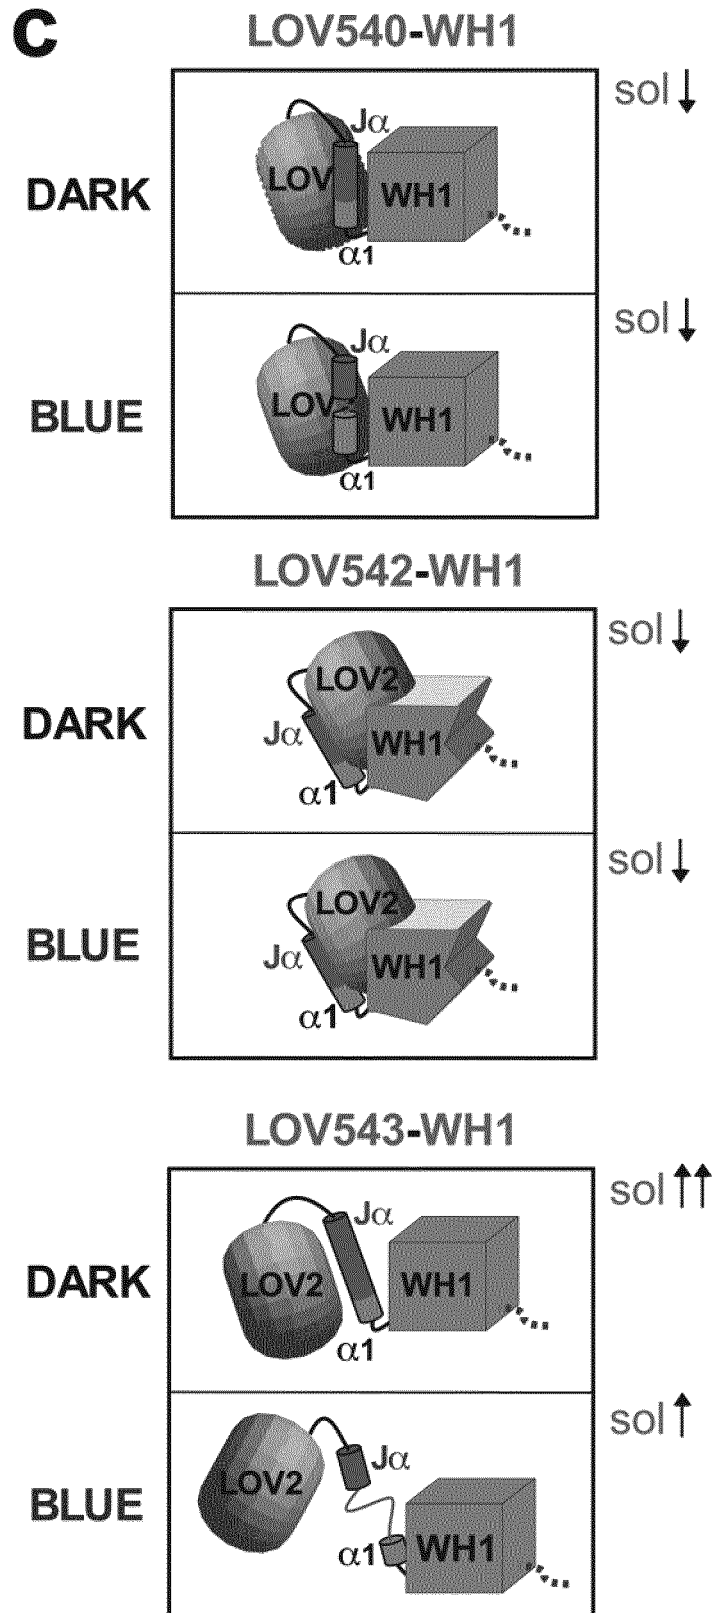 C
LOV540-WH1
sol ↓
DARK
Jα
LOV
WH1
α1
sol ↓
BLUE
Jα
LOV
WH1
α1
LOV542-WH1
sol ↓
DARK
LOV2
Jα
WH1
α1
sol ↓
BLUE
LOV2
Jα
WH1
α1
LOV543-WH1
sol ↑↑
DARK
Jα
LOV2
WH1
α1
sol ↑
BLUE
Jα
LOV2
α1
WH1